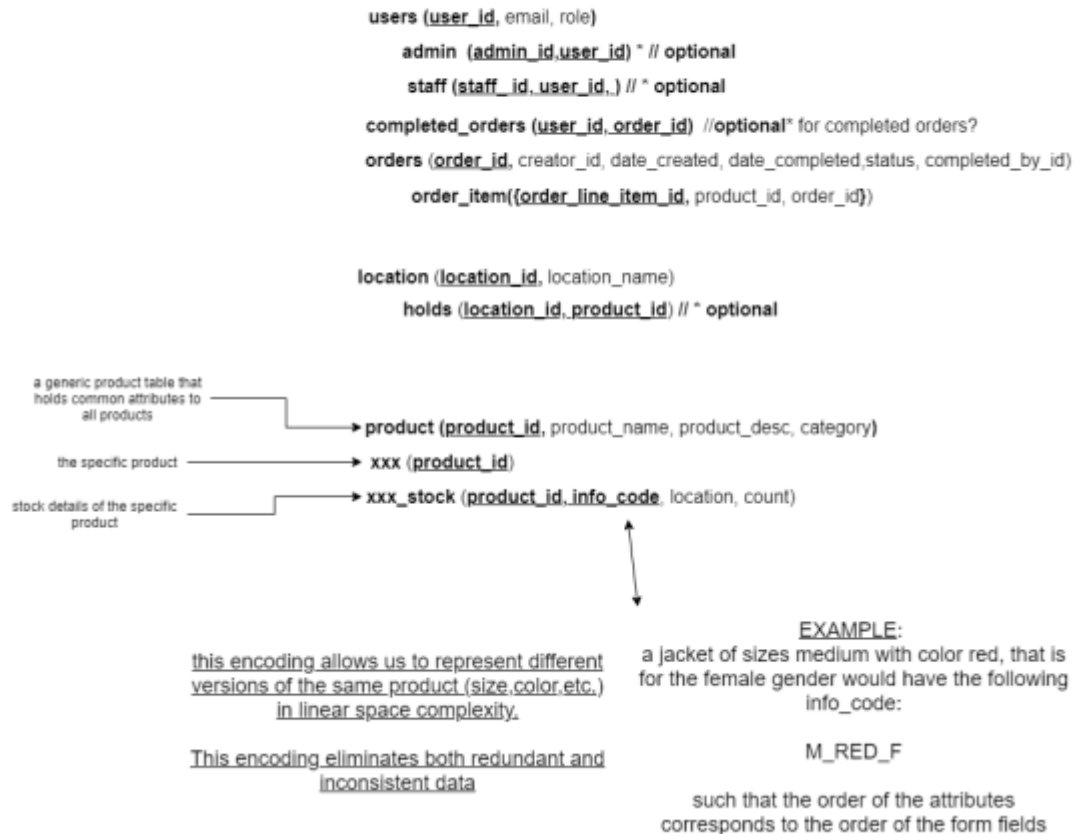 users (user_id, email, role)
admin (admin_id,user_id) * // optional
staff (staff_ id, user_id, ) // * optional
completed_orders (user_id, order_id) //optional* for completed orders?
orders (order_id, creator_id, date_created, date_completed,status, completed_by_id)
order_item({order_line_item_id, product_id, order_id})
location (location_id, location_name)
holds (location_id, product_id) // * optional
a generic product table that
holds common attributes to
all products
product (product_id, product_name, product_desc, category)
the specific product
xxx (product_id)
stock details of the specific
product
xxx_stock (product_id, info_code, location, count)
this encoding allows us to represent different
versions of the same product (size,color,etc.)
in linear space complexity.
This encoding eliminates both redundant and
inconsistent data
EXAMPLE:
a jacket of sizes medium with color red, that is
for the female gender would have the following
info_code:
M_RED_F
such that the order of the attributes
corresponds to the order of the form fields